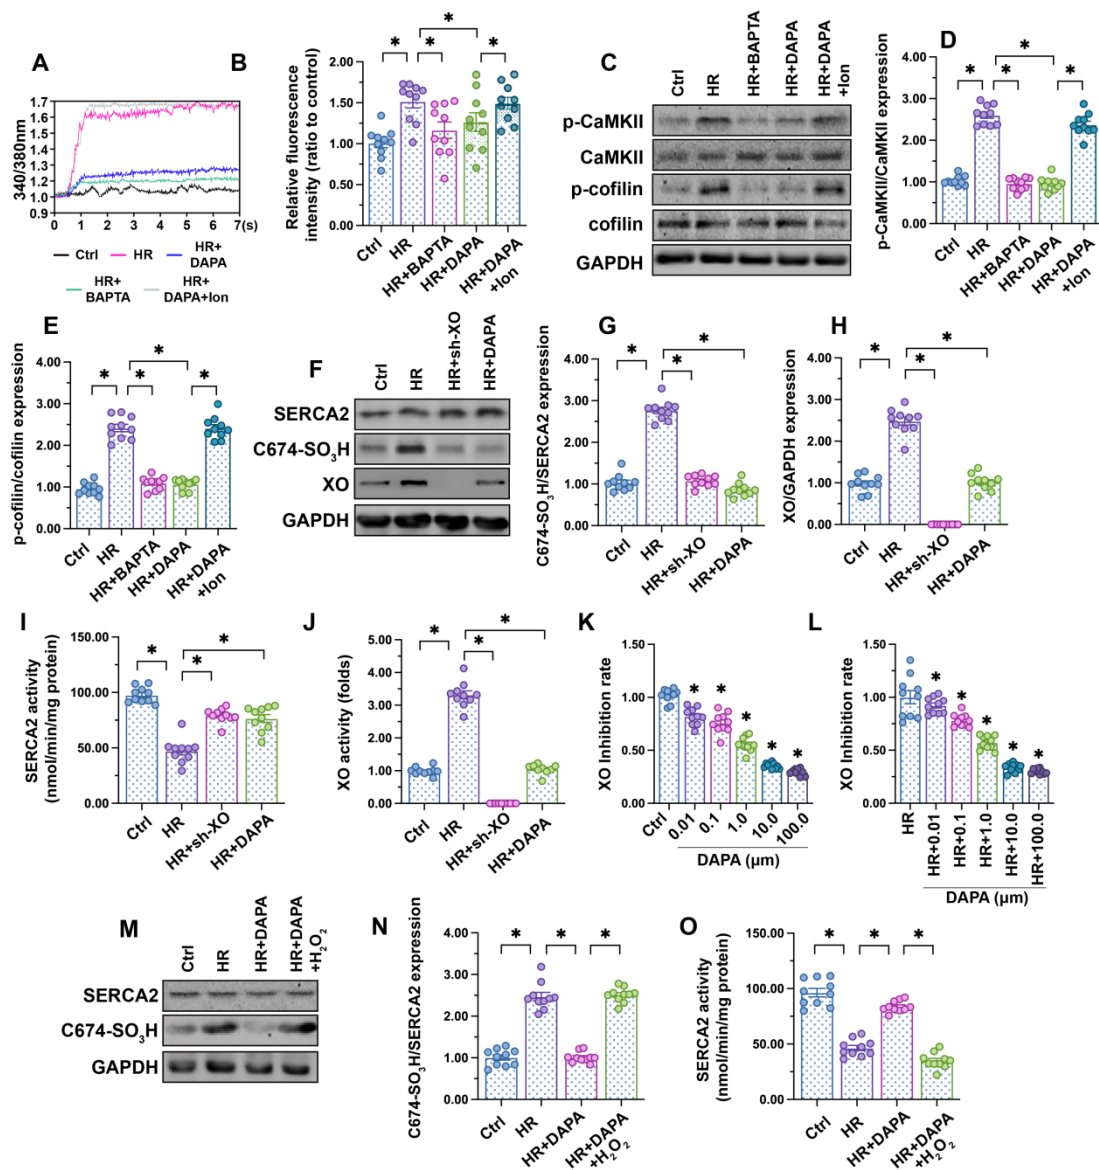 A
340/380nm
1.7
1.6
1.4
1.3
1.2
1.0
0.9
0 1 2 3 4 5 6 7(s)
Ctrl HR HR+
DAPA
HR+
BAPTA
HR+
DAPA+Ion
B
Relative fluorescence
intensity (ratio to control)
2.00
1.50
1.00
0.50
0.00
* * * *
Ctrl
HR
HR+BAPTA
HR+DAPA
HR+DAPA
+Ion
C
Ctrl
HR
HR+BAPTA
HR+DAPA
HR+DAPA
+Ion
p-CaMKII
CaMKII
p-cofilin
cofilin
GAPDH
D
p-CaMKII/CaMKII expression
4.00
3.00
2.00
1.00
0.00
* * * *
Ctrl
HR
HR+BAPTA
HR+DAPA
HR+DAPA
+Ion
E
p-cofilin/cofilin expression
4.00
3.00
2.00
1.00
0.00
* * * *
Ctrl
HR
HR+BAPTA
HR+DAPA
HR+DAPA
+Ion
F
Ctrl
HR
HR+sh-XO
HR+DAPA
SERCA2
C674-SO₃H
XO
GAPDH
G
C674-SO₃H/SERCA2 expression
4.00
3.00
2.00
1.00
0.00
* * *
Ctrl
HR
HR+sh-XO
HR+DAPA
H
XO/GAPDH expression
4.00
3.00
2.00
1.00
0.00
* * *
Ctrl
HR
HR+sh-XO
HR+DAPA
I
SERCA2 activity
(nmol/min/mg protein)
150.00
100.00
50.00
0.00
* * *
Ctrl
HR
HR+sh-XO
HR+DAPA
J
XO activity (folds)
5.00
4.00
3.00
2.00
1.00
0.00
* * *
Ctrl
HR
HR+sh-XO
HR+DAPA
K
XO Inhibition rate
1.50
1.00
0.50
0.00
* * * * *
Ctrl
0.01
0.1
1.0
10.0
100.0
DAPA (µm)
L
XO Inhibition rate
1.50
1.00
0.50
0.00
* * * * *
HR
HR+0.01
HR+0.1
HR+1.0
HR+10.0
HR+100.0
DAPA (µm)
M
Ctrl
HR
HR+DAPA
HR+DAPA
+H₂O₂
SERCA2
C674-SO₃H
GAPDH
N
C674-SO₃H/SERCA2 expression
4.00
3.00
2.00
1.00
0.00
* * *
Ctrl
HR
HR+DAPA
HR+DAPA
+H₂O₂
O
SERCA2 activity
(nmol/min/mg protein)
150.00
100.00
50.00
0.00
* * *
Ctrl
HR
HR+DAPA
HR+DAPA
+H₂O₂